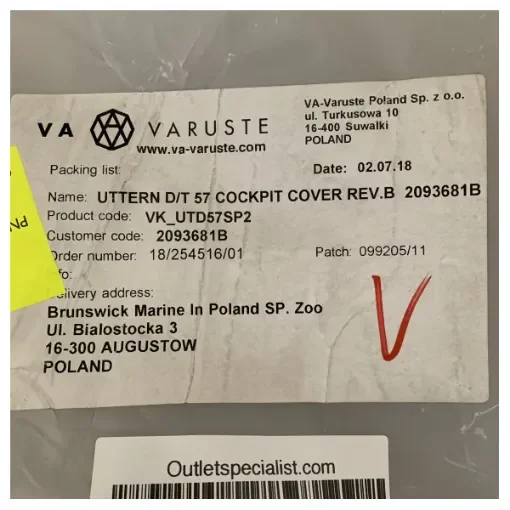 VA VARUSTE
www.va-varuste.com
VA-Varuste Poland Sp. z o.o.
ul. Turkusowa 10
16-400 Suwalki
POLAND
Packing list:
Date: 02.07.18
Name: UTTERN D/T 57 COCKPIT COVER REV.B 2093681B
Product code: VK_UTD57SP2
Customer code: 2093681B
Order number: 18/254516/01
Patch: 099205/11
nfo:
elivery address:
Brunswick Marine In Poland SP. Zoo
Ul. Bialostocka 3
16-300 AUGUSTOW
POLAND
V
Outletspecialist.com